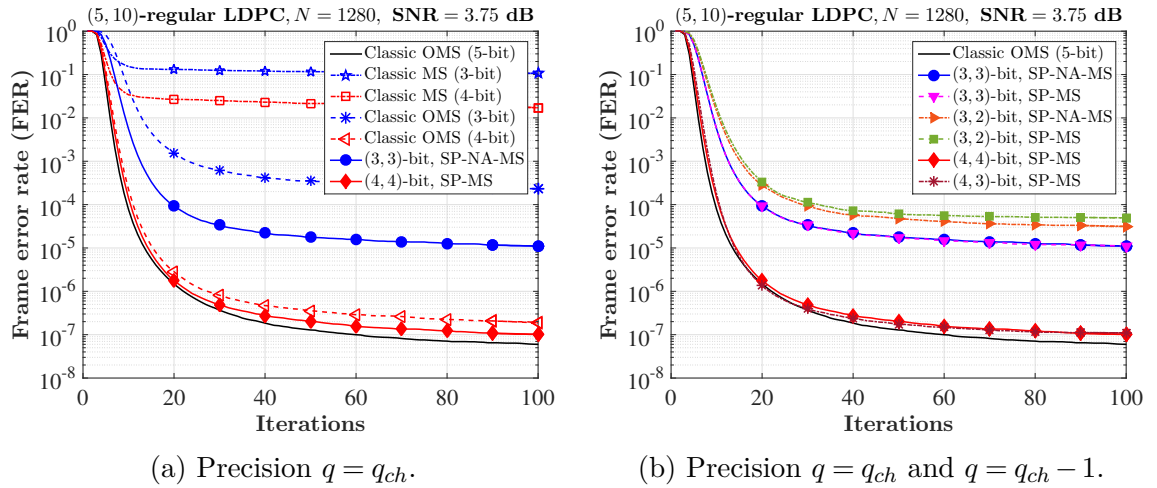 (5, 10)-regular LDPC, N = 1280, SNR = 3.75 dB
Frame error rate (FER)
10^0
10^-1
10^-2
10^-3
10^-4
10^-5
10^-6
10^-7
10^-8
Classic OMS (5-bit)
Classic MS (3-bit)
Classic MS (4-bit)
Classic OMS (3-bit)
Classic OMS (4-bit)
(3, 3)-bit, SP-NA-MS
(4, 4)-bit, SP-MS
0 20 40 60 80 100
Iterations
(a) Precision q = q_ch.
(5, 10)-regular LDPC, N = 1280, SNR = 3.75 dB
Frame error rate (FER)
10^0
10^-1
10^-2
10^-3
10^-4
10^-5
10^-6
10^-7
10^-8
Classic OMS (5-bit)
(3, 3)-bit, SP-NA-MS
(3, 3)-bit, SP-MS
(3, 2)-bit, SP-NA-MS
(3, 2)-bit, SP-MS
(4, 4)-bit, SP-MS
(4, 3)-bit, SP-MS
0 20 40 60 80 100
Iterations
(b) Precision q = q_ch and q = q_ch − 1.